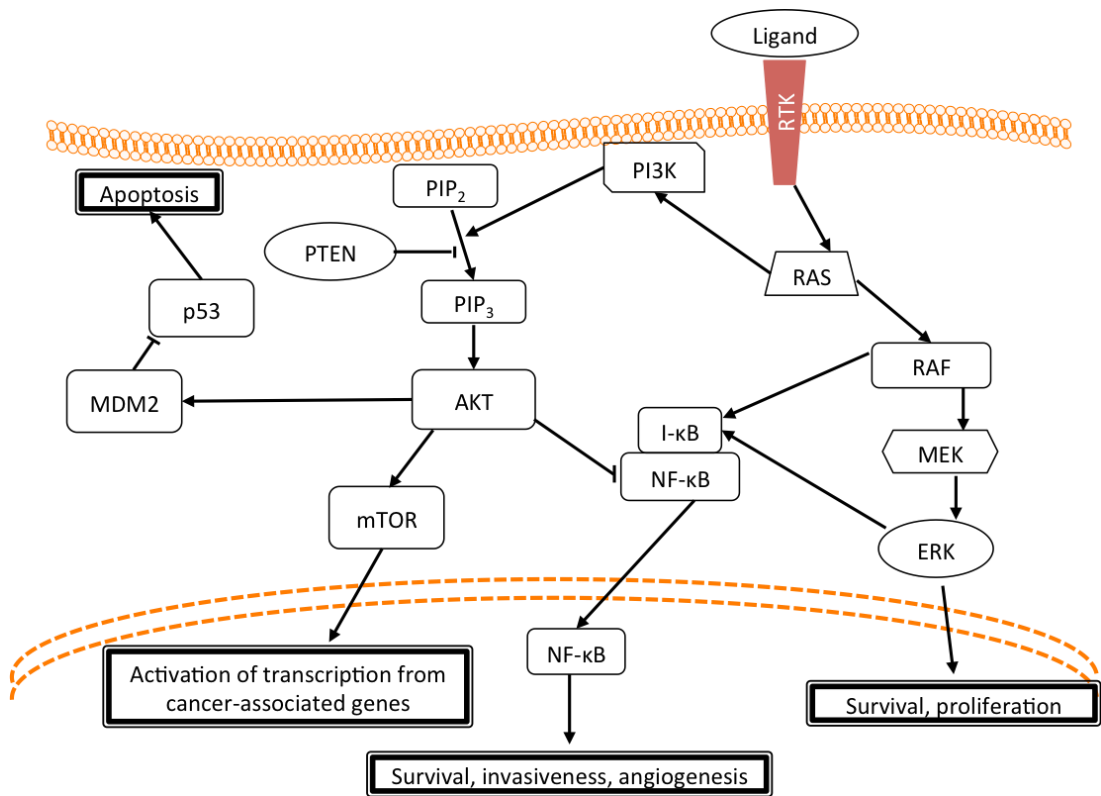 Ligand
RTK
PI3K
PIP₂
Apoptosis
PTEN
RAS
p53
PIP₃
RAF
MDM2
AKT
I-κB
MEK
NF-κB
mTOR
ERK
NF-κB
Activation of transcription from
cancer-associated genes
Survival, proliferation
Survival, invasiveness, angiogenesis